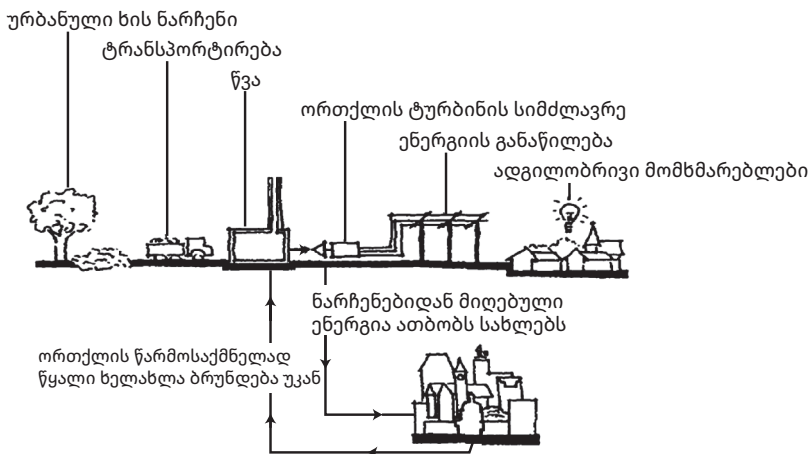 ურბანული ხის ნარჩენი
ტრანსპორტირება
წვა
ორთქლის ტურბინის სიმძლავრე
ენერგიის განაწილება
ადგილობრივი მომხმარებლები
ნარჩენებიდან მიღებული
ენერგია ათბობს სახლებს
ორთქლის წარმოსაქმნელად
წყალი ხელახლა ბრუნდება უკან